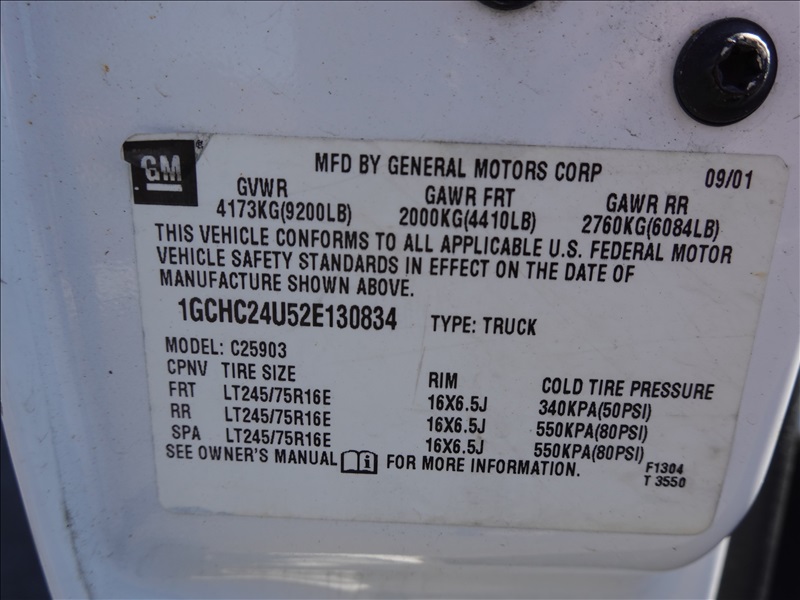 GM
MFD BY GENERAL MOTORS CORP 09/01
GVWR GAWR FRT GAWR RR
4173KG(9200LB) 2000KG(4410LB) 2760KG(6084LB)
THIS VEHICLE CONFORMS TO ALL APPLICABLE U.S. FEDERAL MOTOR
VEHICLE SAFETY STANDARDS IN EFFECT ON THE DATE OF
MANUFACTURE SHOWN ABOVE.
1GCHC24U52E130834 TYPE: TRUCK
MODEL: C25903
CPNV TIRE SIZE RIM COLD TIRE PRESSURE
FRT LT245/75R16E 16X6.5J 340KPA(50PSI)
RR LT245/75R16E 16X6.5J 550KPA(80PSI)
SPA LT245/75R16E 16X6.5J 550KPA(80PSI)
SEE OWNER'S MANUAL i FOR MORE INFORMATION.
F1304
T 3550